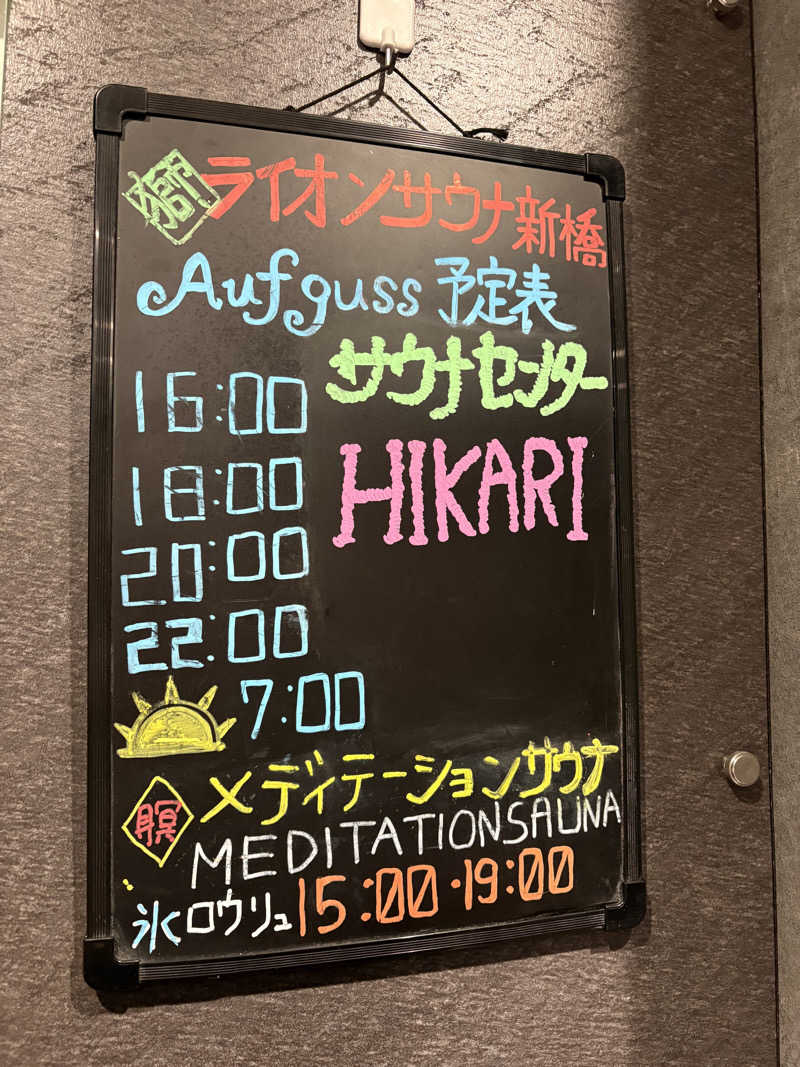 獅 ライオンサウナ新橋
Aufguss 予定表
16:00 サウナセンター
18:00 HIKARI
20:00
22:00
7:00
瞑 メディテーションサウナ
MEDITATIONSAUNA
氷ロウリュ 15:00・19:00